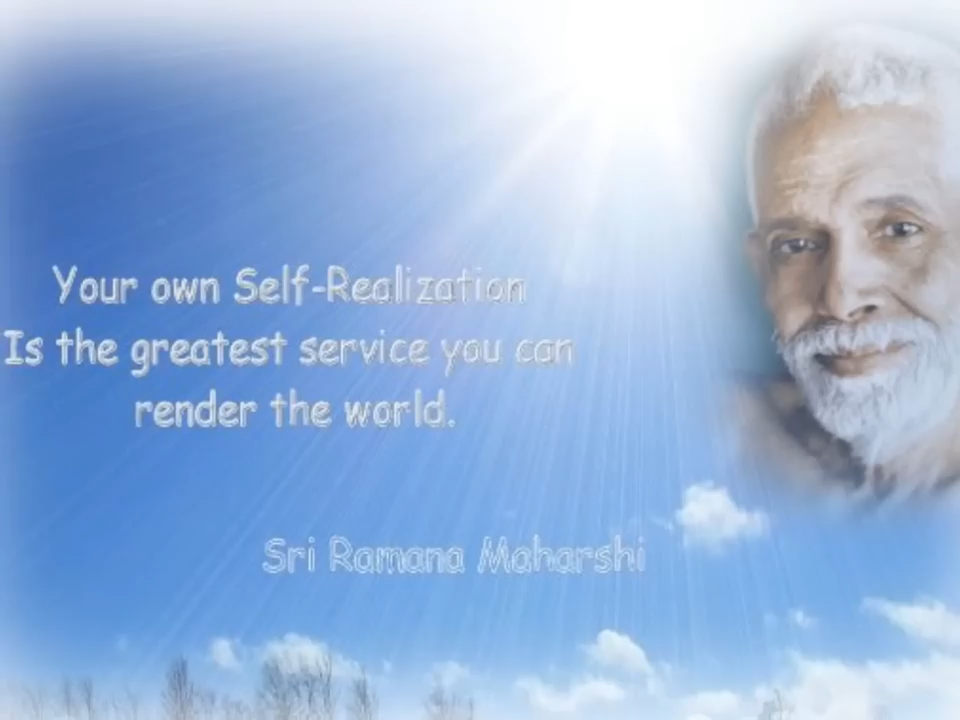 Your own Self-Realization
Is the greatest service you can
render the world.
Sri Ramana Maharshi